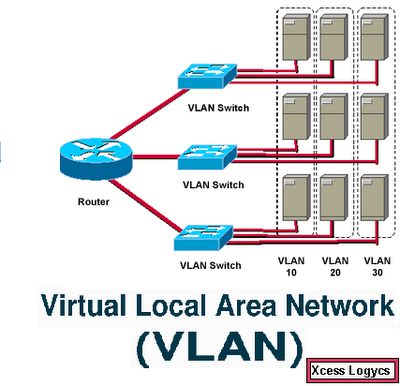 VLAN Switch
VLAN Switch
Router
VLAN Switch
VLAN 10
VLAN 20
VLAN 30
Virtual Local Area Network
(VLAN)
Xcess Logycs